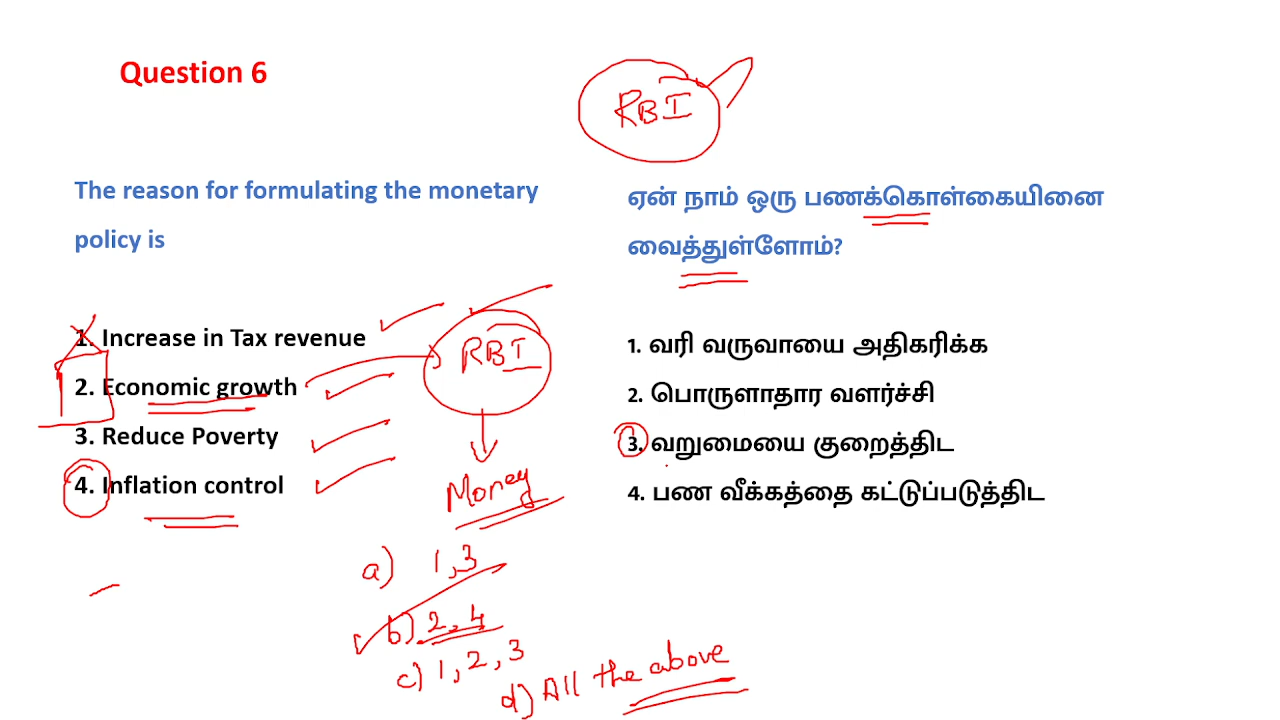 Question 6
RBI
The reason for formulating the monetary
policy is
1. Increase in Tax revenue
2. Economic growth
3. Reduce Poverty
4. Inflation control
RBI
Money
a) 1,3
b) 2,4
c) 1,2,3
d) All the above
ஏன் நாம் ஒரு பணக்கொள்கையினை
வைத்துள்ளோம்?
1. வரி வருவாயை அதிகரிக்க
2. பொருளாதார வளர்ச்சி
3. வறுமையை குறைத்திட
4. பண வீக்கத்தை கட்டுப்படுத்திட